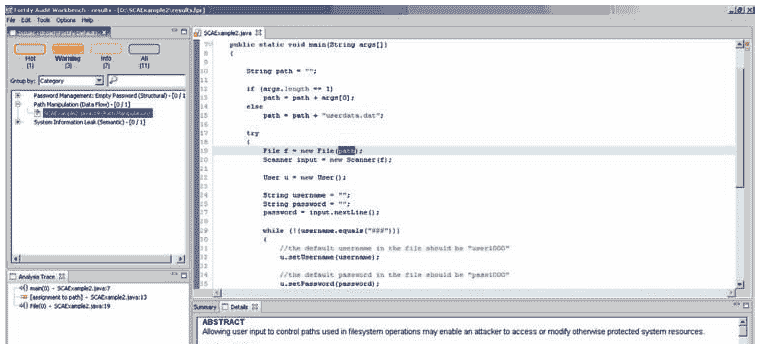 Fortify Audit Workbench - results - [D:\SCAExample2\results.fpr]
File Edit Tools Options Help
Hot
(1)
Warning
(3)
Info
(7)
All
(11)
Group by: Category
Password Management: Empty Password (Structural) - [0 / 1
Path Manipulation (Data Flow) - [0 / 1
System Information Leak (Semantic) - [0 / 1]
Analysis Trace
main(0) - SCAExample2.java:7
[assignment to path] - SCAExample2.java:13
File(0) - SCAExample2.java:19
SCAExample2.java
public static void main(String args[])
{
String path = "";
if (args.length == 1)
path = path + args[0];
else
path = path + "userdata.dat";
try
{
File f = new File(path);
Scanner input = new Scanner(f);
User u = new User();
String username = "";
String password = "";
password = input.nextLine();
while (!(username.equals("###")))
{
//the default username in the file should be "user1000"
u.setUsername(username);
//the default password in the file should be "pass1000"
u.setPassword(password);
Summary Details
ABSTRACT
Allowing user input to control paths used in filesystem operations may enable an attacker to access or modify otherwise protected system resources.